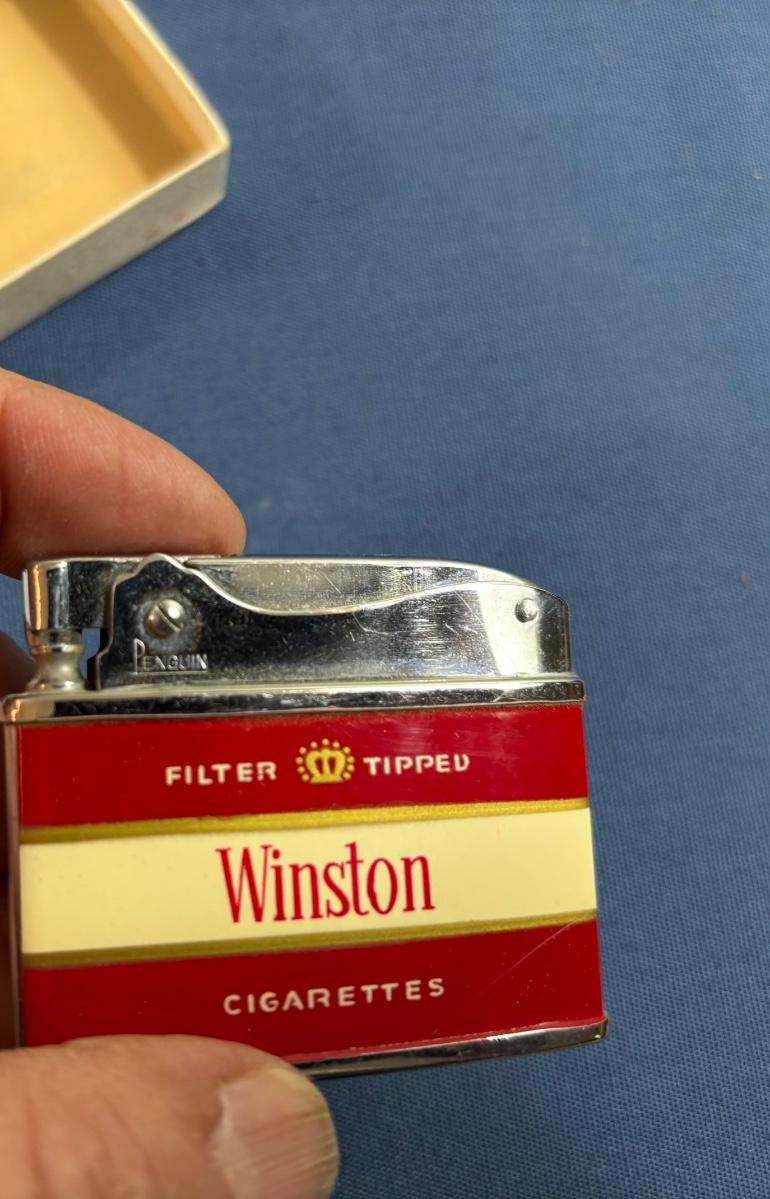 PENGUIN
FILTER TIPPED
Winston
CIGARETTES